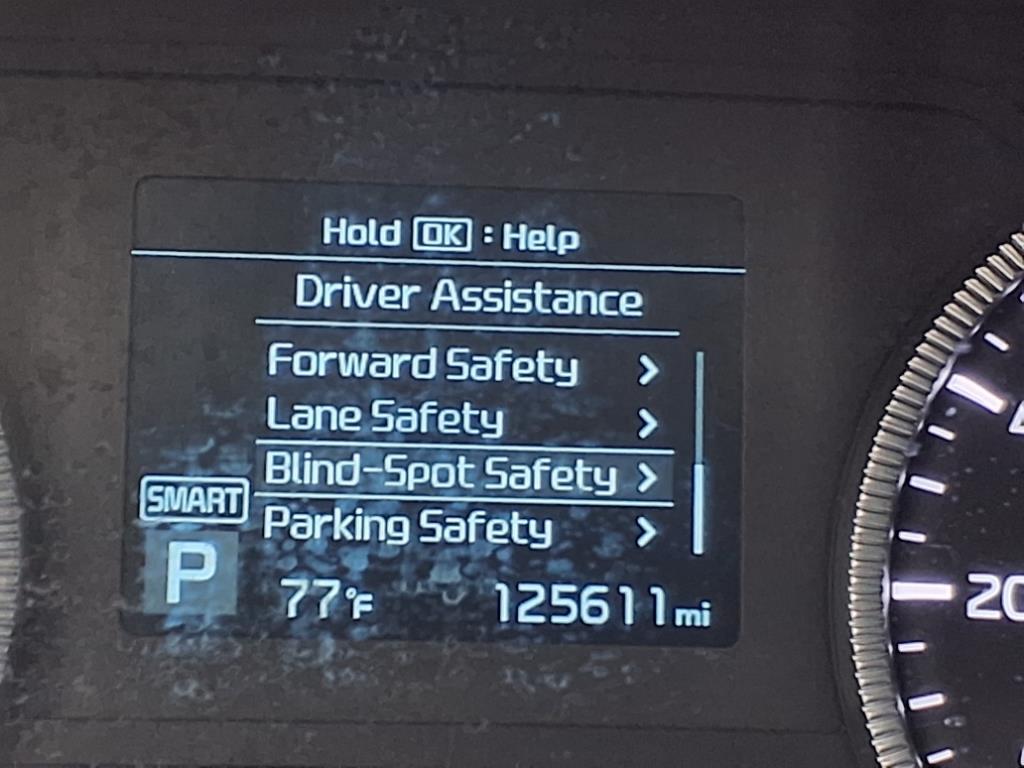 Hold OK : Help
Driver Assistance
Forward Safety >
Lane Safety >
Blind-Spot Safety >
SMART
Parking Safety >
P
77°F 125611 mi
20